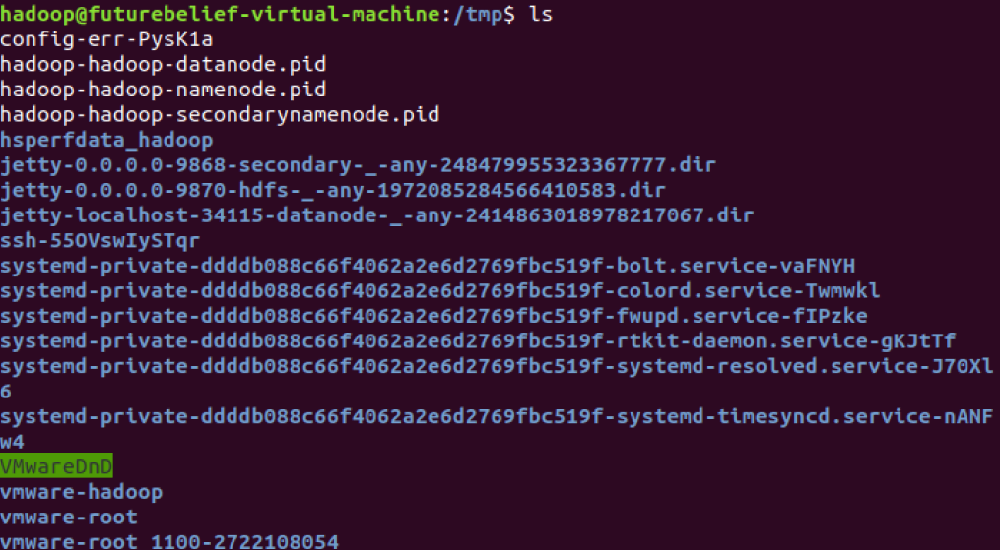 hadoop@futurebelief-virtual-machine:/tmp$ ls
config-err-PysK1a
hadoop-hadoop-datanode.pid
hadoop-hadoop-namenode.pid
hadoop-hadoop-secondarynamenode.pid
hsperfdata_hadoop
jetty-0.0.0.0-9868-secondary-_-any-248479955323367777.dir
jetty-0.0.0.0-9870-hdfs-_-any-1972085284566410583.dir
jetty-localhost-34115-datanode-_-any-2414863018978217067.dir
ssh-55OVswIySTqr
systemd-private-ddddb088c66f4062a2e6d2769fbc519f-bolt.service-vaFNYH
systemd-private-ddddb088c66f4062a2e6d2769fbc519f-colord.service-Twmwkl
systemd-private-ddddb088c66f4062a2e6d2769fbc519f-fwupd.service-fIPzke
systemd-private-ddddb088c66f4062a2e6d2769fbc519f-rtkit-daemon.service-gKJtTf
systemd-private-ddddb088c66f4062a2e6d2769fbc519f-systemd-resolved.service-J70Xl
6
systemd-private-ddddb088c66f4062a2e6d2769fbc519f-systemd-timesyncd.service-nANF
w4
VMwareDnD
vmware-hadoop
vmware-root
vmware-root_1100-2722108054